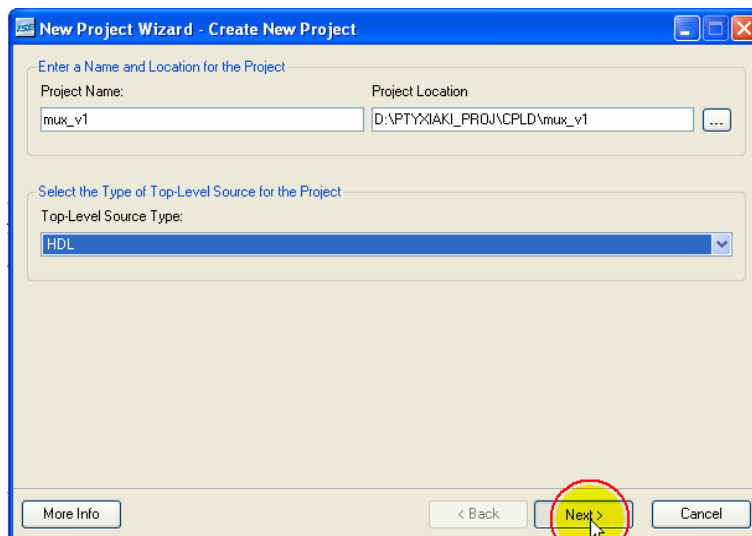 ISE New Project Wizard - Create New Project
Enter a Name and Location for the Project
Project Name: Project Location
mux_v1 D:\PTYXIAKI_PROJ\CPLD\mux_v1 ...
Select the Type of Top-Level Source for the Project
Top-Level Source Type:
HDL
More Info < Back Next > Cancel